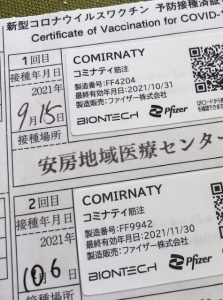 新型コロナウイルスワクチン 予防接種済証
Certificate of Vaccination for COVID-
1回目
接種年月日
2021年
9月15日
接種場所
COMIRNATY
コミナティ筋注
製造番号:FF4204
最終有効年月日:2021/10/31
製造販売:ファイザー株式会社
BIONTECH Pfizer
安房地域医療センタ
2回目
接種年月日
2021年
10月6日
接種場所
COMIRNATY
コミナティ筋注
製造番号:FF9942
最終有効年月日:2021/11/30
製造販売:ファイザー株式会社
BIONTECH Pfizer